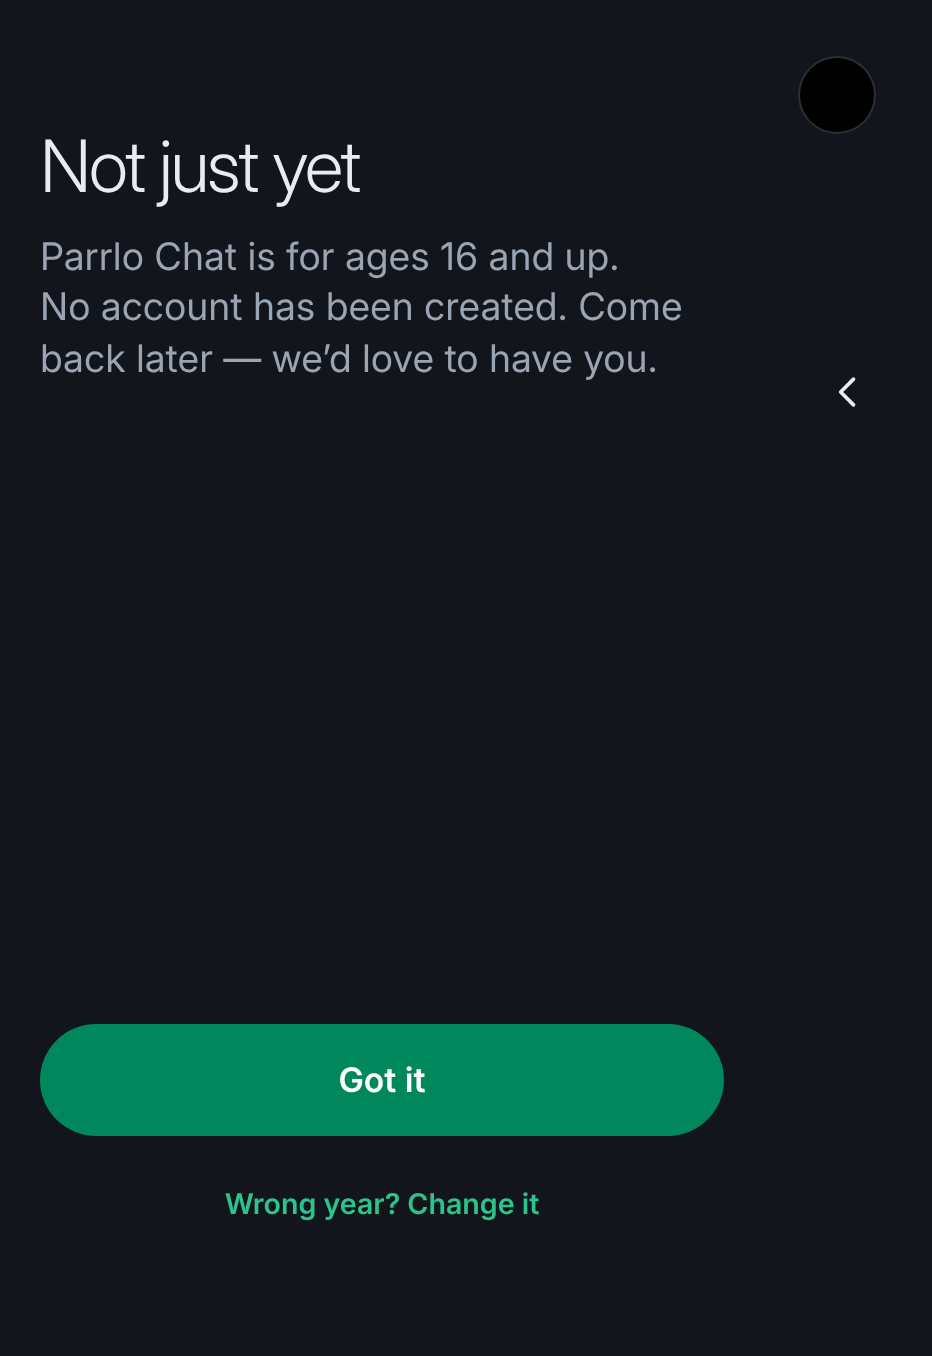 Not just yet
Parrlo Chat is for ages 16 and up.
No account has been created. Come
back later — we’d love to have you.
Got it
Wrong year? Change it